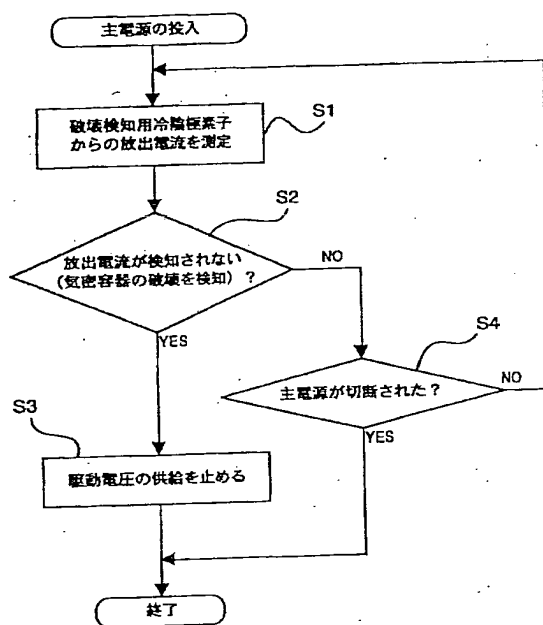 主電源の投入
S1
破壊検知用冷陰極素子
からの放出電流を測定
S2
放出電流が検知されない
(気密容器の破壊を検知)?
NO
YES
S4
主電源が切断された?
NO
YES
S3
駆動電圧の供給を止める
終了